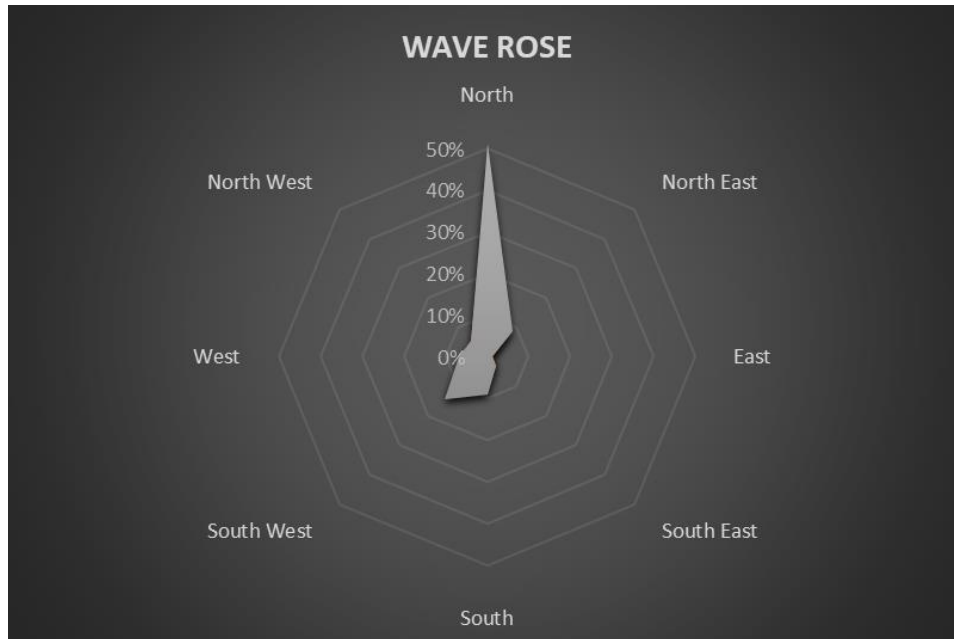 WAVE ROSE
North
North West
North East
50%
40%
30%
20%
10%
0%
West
East
South West
South East
South